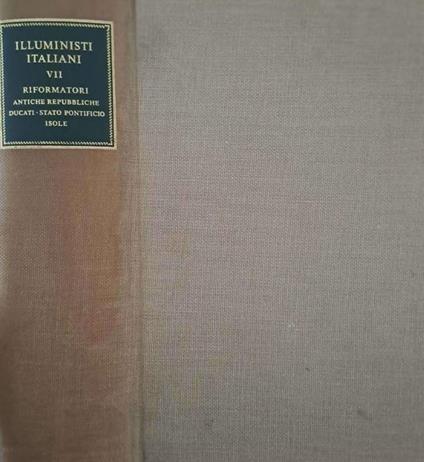 ILLUMINISTI
ITALIANI
VII
RIFORMATORI
ANTICHE REPUBBLICHE
DUCATI · STATO PONTIFICIO
ISOLE